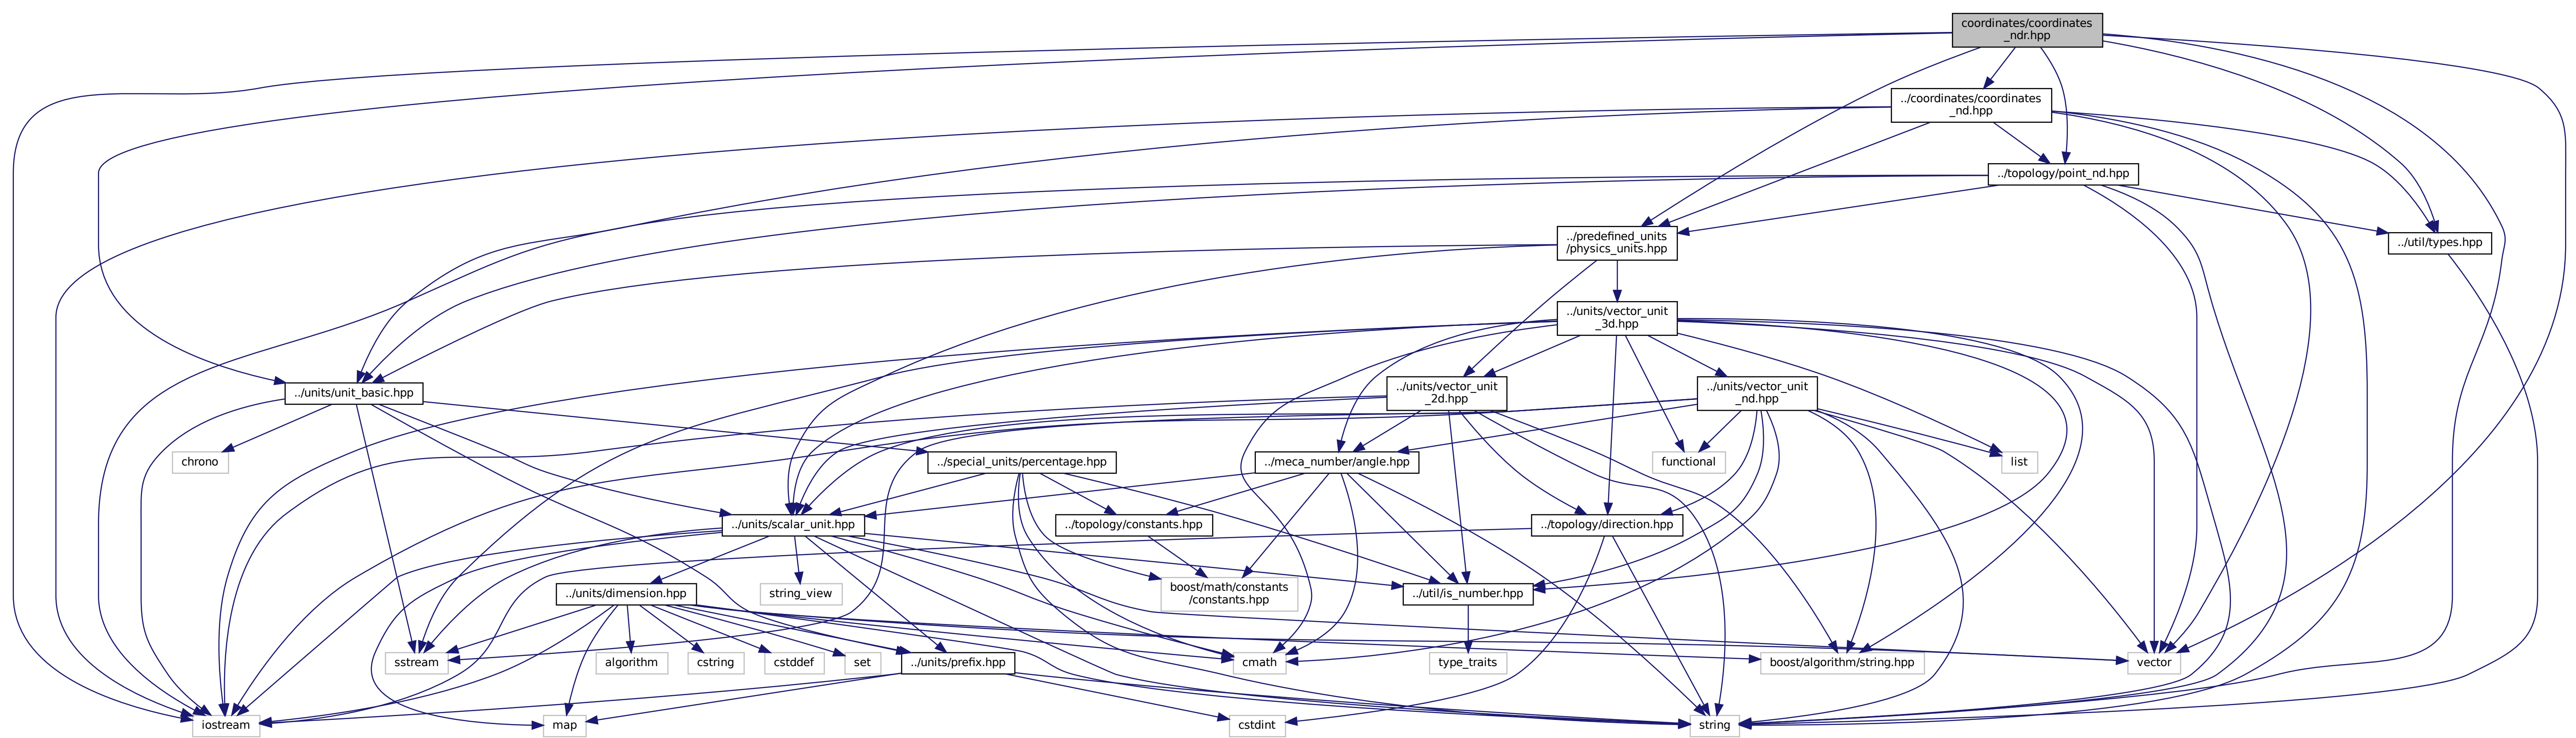 coordinates/coordinates
_ndr.hpp
../coordinates/coordinates
_nd.hpp
../topology/point_nd.hpp
../predefined_units
/physics_units.hpp
../util/types.hpp
../units/vector_unit
_3d.hpp
../units/unit_basic.hpp
../units/vector_unit
_2d.hpp
../units/vector_unit
_nd.hpp
chrono
../special_units/percentage.hpp
../meca_number/angle.hpp
functional
list
../units/scalar_unit.hpp
../topology/constants.hpp
../topology/direction.hpp
../units/dimension.hpp
string_view
boost/math/constants
/constants.hpp
../util/is_number.hpp
sstream
algorithm
cstring
cstddef
set
../units/prefix.hpp
cmath
type_traits
boost/algorithm/string.hpp
vector
iostream
map
cstdint
string